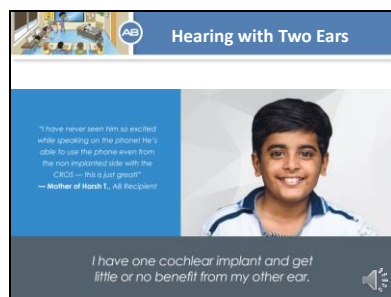 AB
Hearing with Two Ears
"I have never seen him so excited
while speaking on the phone! He's
able to use the phone even from
the non implanted side with the
CROS — this is just great!"
— Mother of Harsh T., AB Recipient
I have one cochlear implant and get
little or no benefit from my other ear.